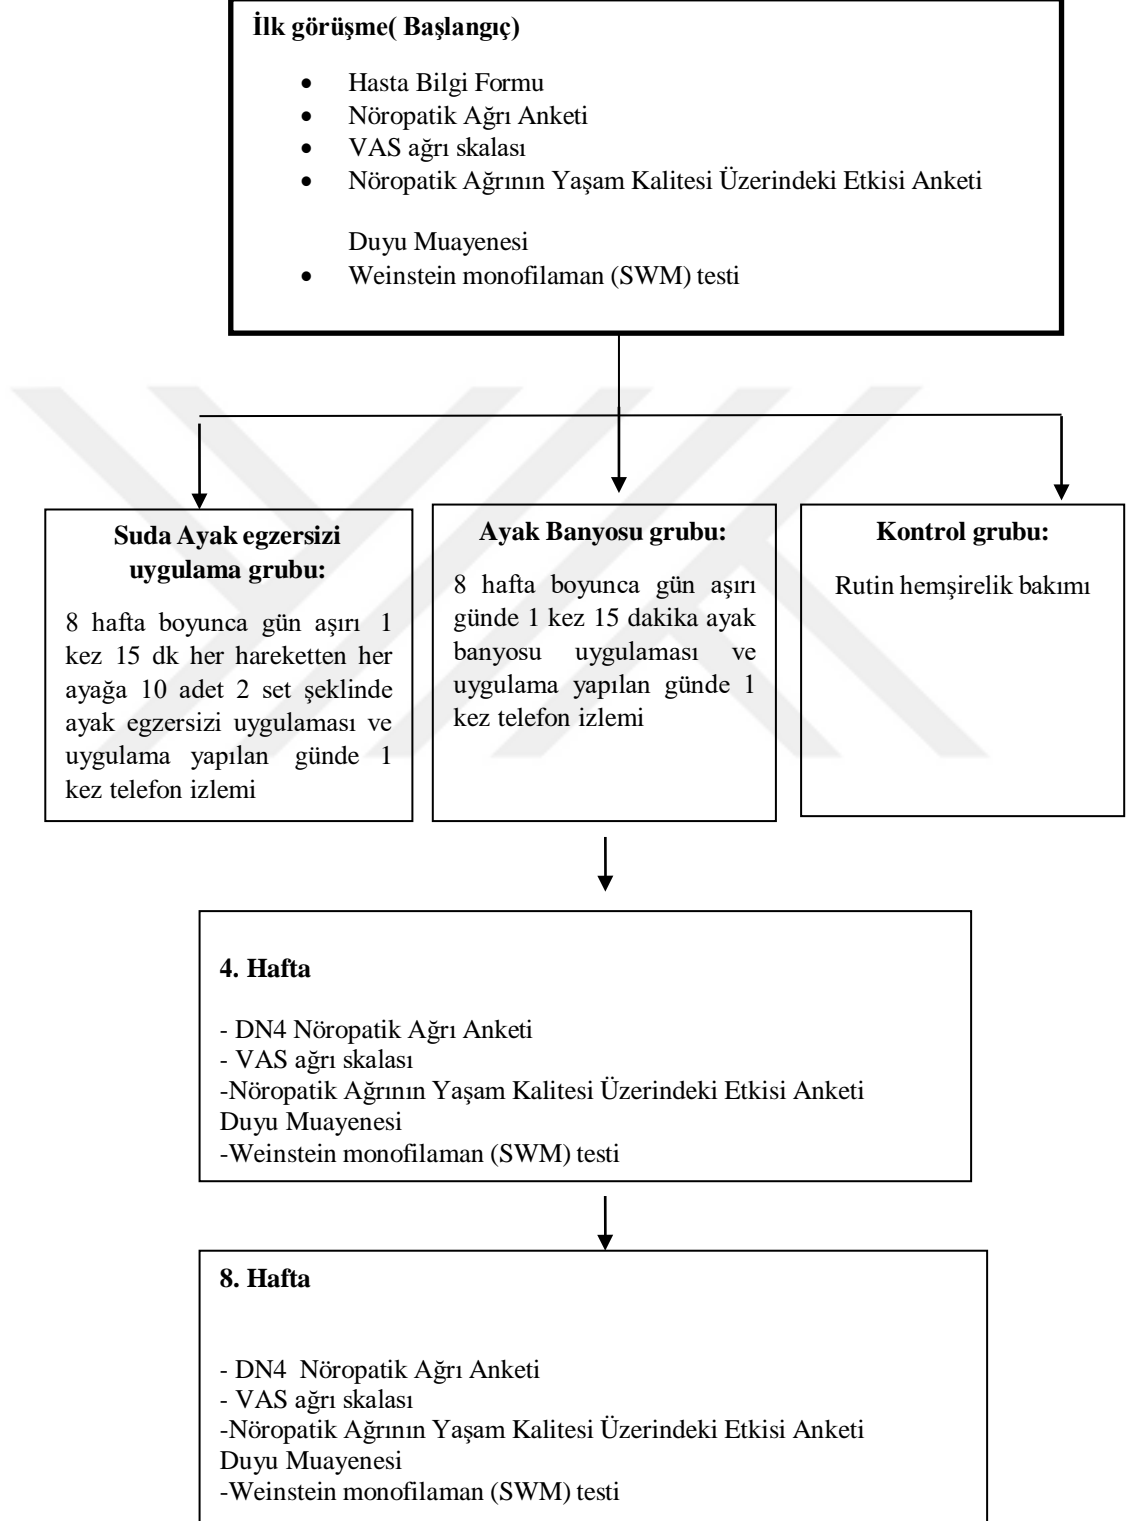 İlk görüşme( Başlangıç)
• Hasta Bilgi Formu
• Nöropatik Ağrı Anketi
• VAS ağrı skalası
• Nöropatik Ağrının Yaşam Kalitesi Üzerindeki Etkisi Anketi
Duyu Muayenesi
• Weinstein monofilaman (SWM) testi
Suda Ayak egzersizi
uygulama grubu:
8 hafta boyunca gün aşırı 1
kez 15 dk her hareketten her
ayağa 10 adet 2 set şeklinde
ayak egzersizi uygulaması ve
uygulama yapılan günde 1
kez telefon izlemi
Ayak Banyosu grubu:
8 hafta boyunca gün aşırı
günde 1 kez 15 dakika ayak
banyosu uygulaması ve
uygulama yapılan günde 1
kez telefon izlemi
Kontrol grubu:
Rutin hemşirelik bakımı
4. Hafta
- DN4 Nöropatik Ağrı Anketi
- VAS ağrı skalası
-Nöropatik Ağrının Yaşam Kalitesi Üzerindeki Etkisi Anketi
Duyu Muayenesi
-Weinstein monofilaman (SWM) testi
8. Hafta
- DN4  Nöropatik Ağrı Anketi
- VAS ağrı skalası
-Nöropatik Ağrının Yaşam Kalitesi Üzerindeki Etkisi Anketi
Duyu Muayenesi
-Weinstein monofilaman (SWM) testi